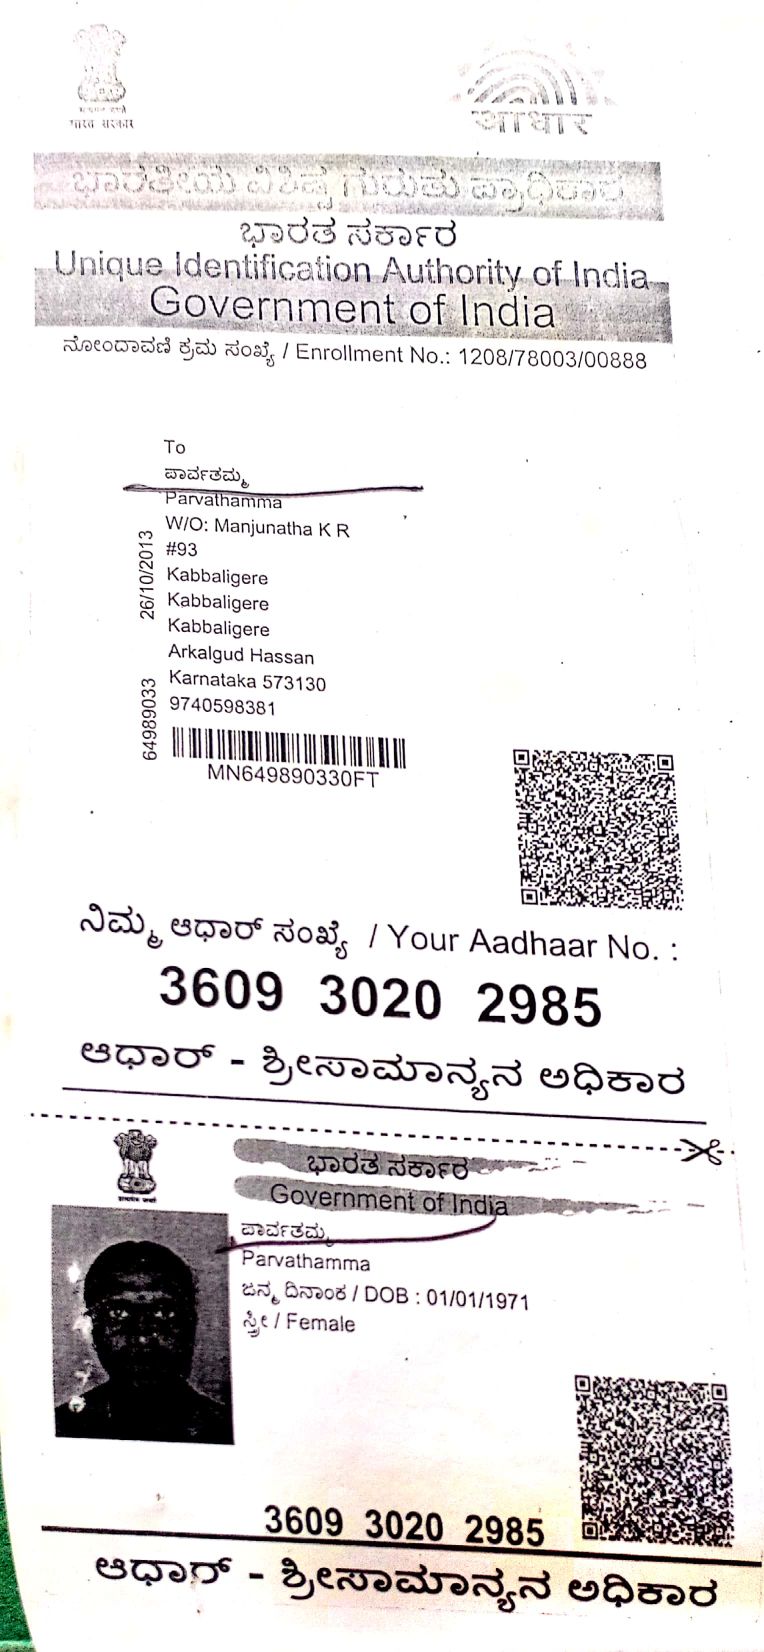 भारत सरकार
आधार
ಭಾರತೀಯ ವಿಶಿಷ್ಟ ಗುರುತು ಪ್ರಾಧಿಕಾರ
ಭಾರತ ಸರ್ಕಾರ
Unique Identification Authority of India
Government of India
ನೋಂದಾವಣಿ ಕ್ರಮ ಸಂಖ್ಯೆ / Enrollment No.: 1208/78003/00888
To
ಪಾರ್ವತಮ್ಮ
Parvathamma
W/O: Manjunatha K R
#93
Kabbaligere
Kabbaligere
Kabbaligere
Arkalgud Hassan
Karnataka 573130
9740598381
26/10/2013
64989033
MN649890330FT
ನಿಮ್ಮ ಆಧಾರ್ ಸಂಖ್ಯೆ / Your Aadhaar No. :
3609 3020 2985
ಆಧಾರ್ - ಶ್ರೀಸಾಮಾನ್ಯನ ಅಧಿಕಾರ
ಭಾರತ ಸರ್ಕಾರ
Government of India
ಪಾರ್ವತಮ್ಮ
Parvathamma
ಜನ್ಮ ದಿನಾಂಕ / DOB : 01/01/1971
ಸ್ತ್ರೀ / Female
3609 3020 2985
ಆಧಾರ್ - ಶ್ರೀಸಾಮಾನ್ಯನ ಅಧಿಕಾರ